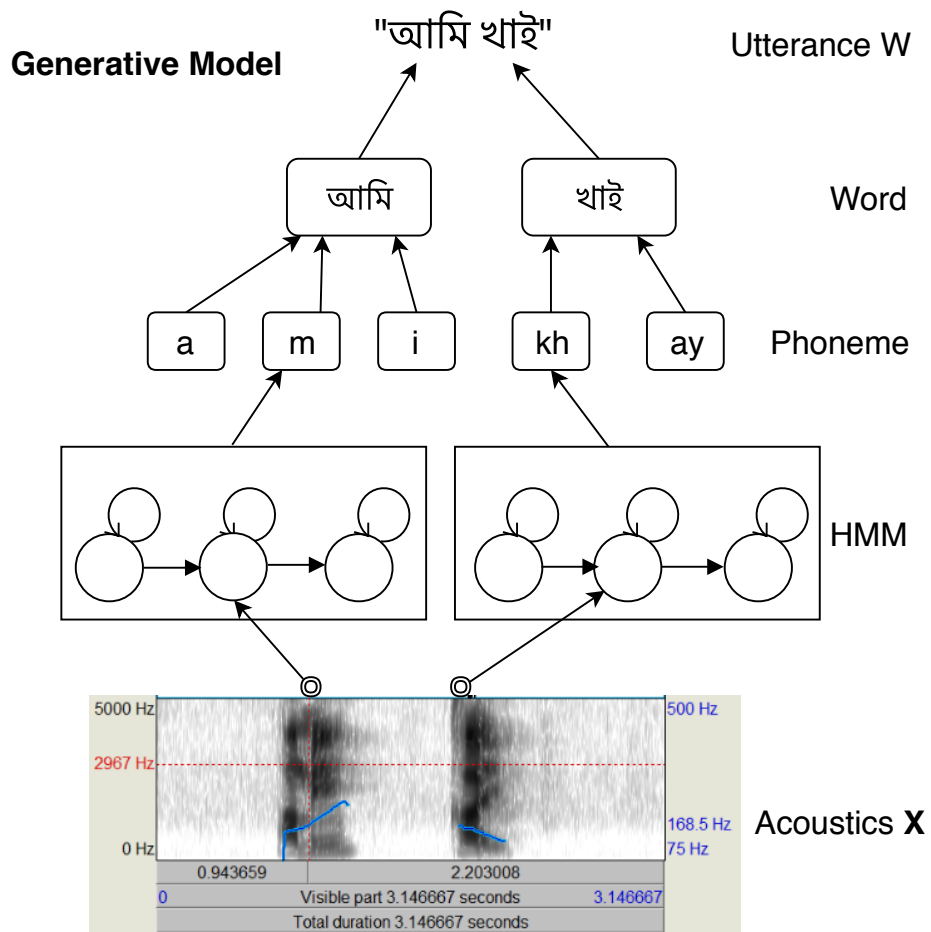 "আমি খাই"
Utterance W
Generative Model
আমি
খাই
Word
a
m
i
kh
ay
Phoneme
HMM
5000 Hz
500 Hz
2967 Hz
168.5 Hz
Acoustics X
0 Hz
75 Hz
0.943659
2.203008
0
Visible part 3.146667 seconds
3.146667
Total duration 3.146667 seconds